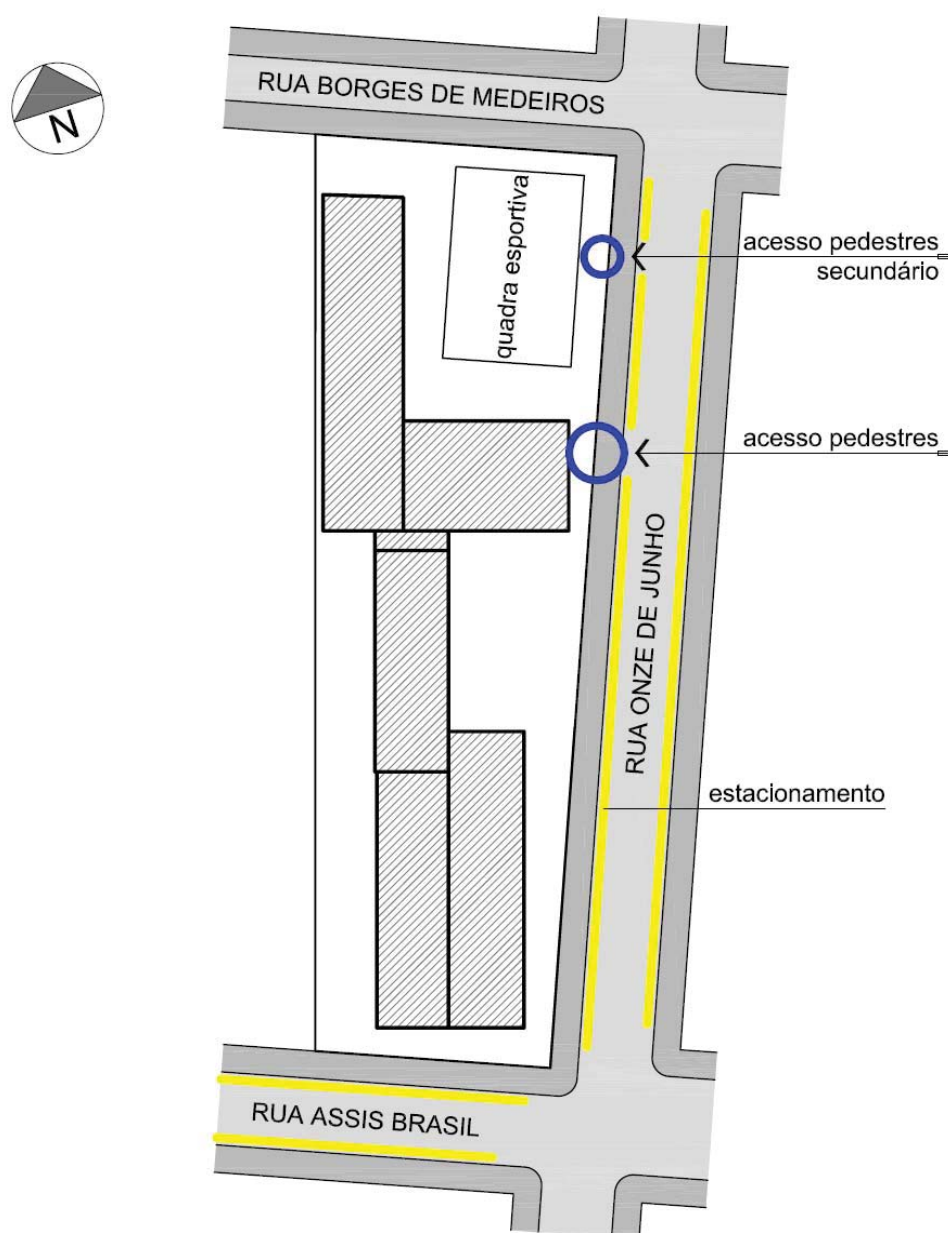 RUA BORGES DE MEDEIROS
N
quadra esportiva
acesso pedestres
secundário
acesso pedestres
RUA ONZE DE JUNHO
estacionamento
RUA ASSIS BRASIL